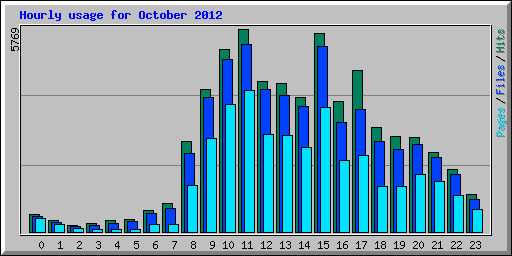 Hourly usage for October 2012
5769
Pages/Files/Hits
0 1 2 3 4 5 6 7 8 9 10 11 12 13 14 15 16 17 18 19 20 21 22 23